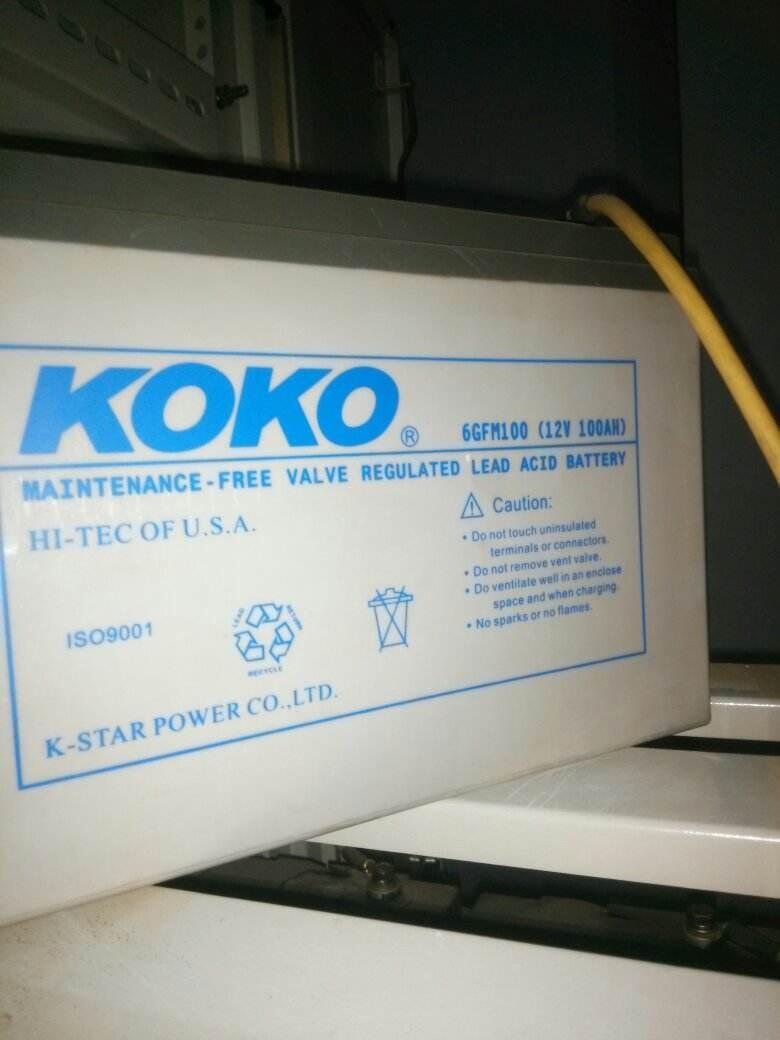 KOKO®
6GFM100 (12V 100AH)
MAINTENANCE-FREE VALVE REGULATED LEAD ACID BATTERY
HI-TEC OF U.S.A.
⚠ Caution:
• Do not touch uninsulated
terminals or connectors.
• Do not remove vent valve.
• Do ventilate well in an enclose
space and when charging.
• No sparks or no flames.
ISO9001
LEAD
RETURN
RECYCLE
K-STAR POWER CO.,LTD.